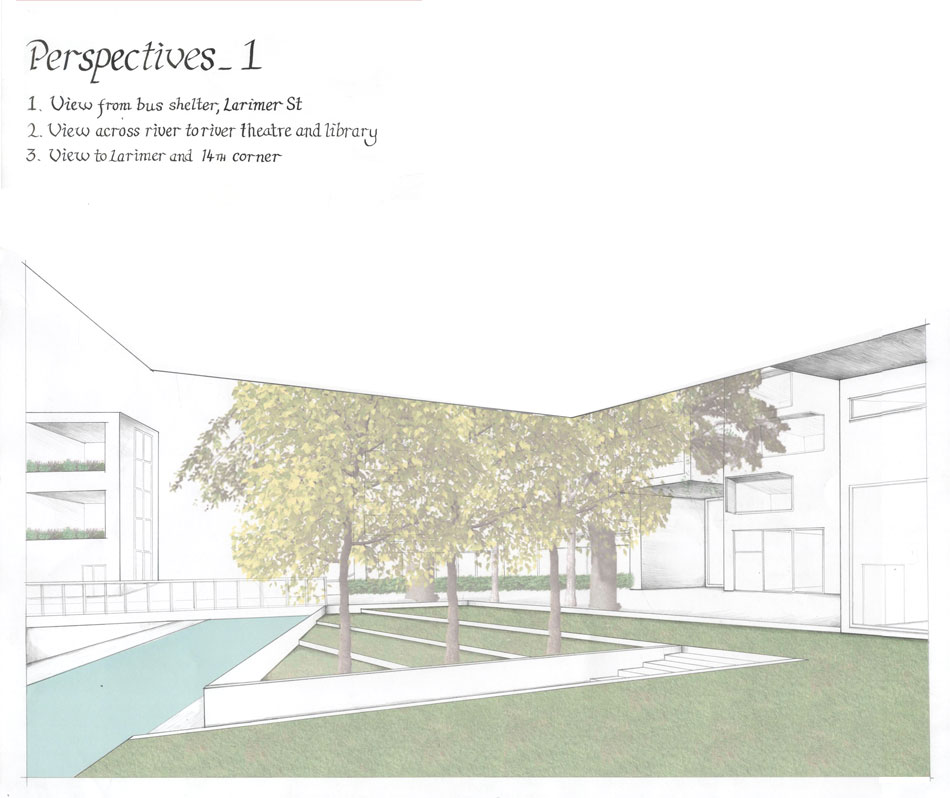 Perspectives_1
1. View from bus shelter, Larimer St
2. View across river to river theatre and library
3. View to Larimer and 14TH corner